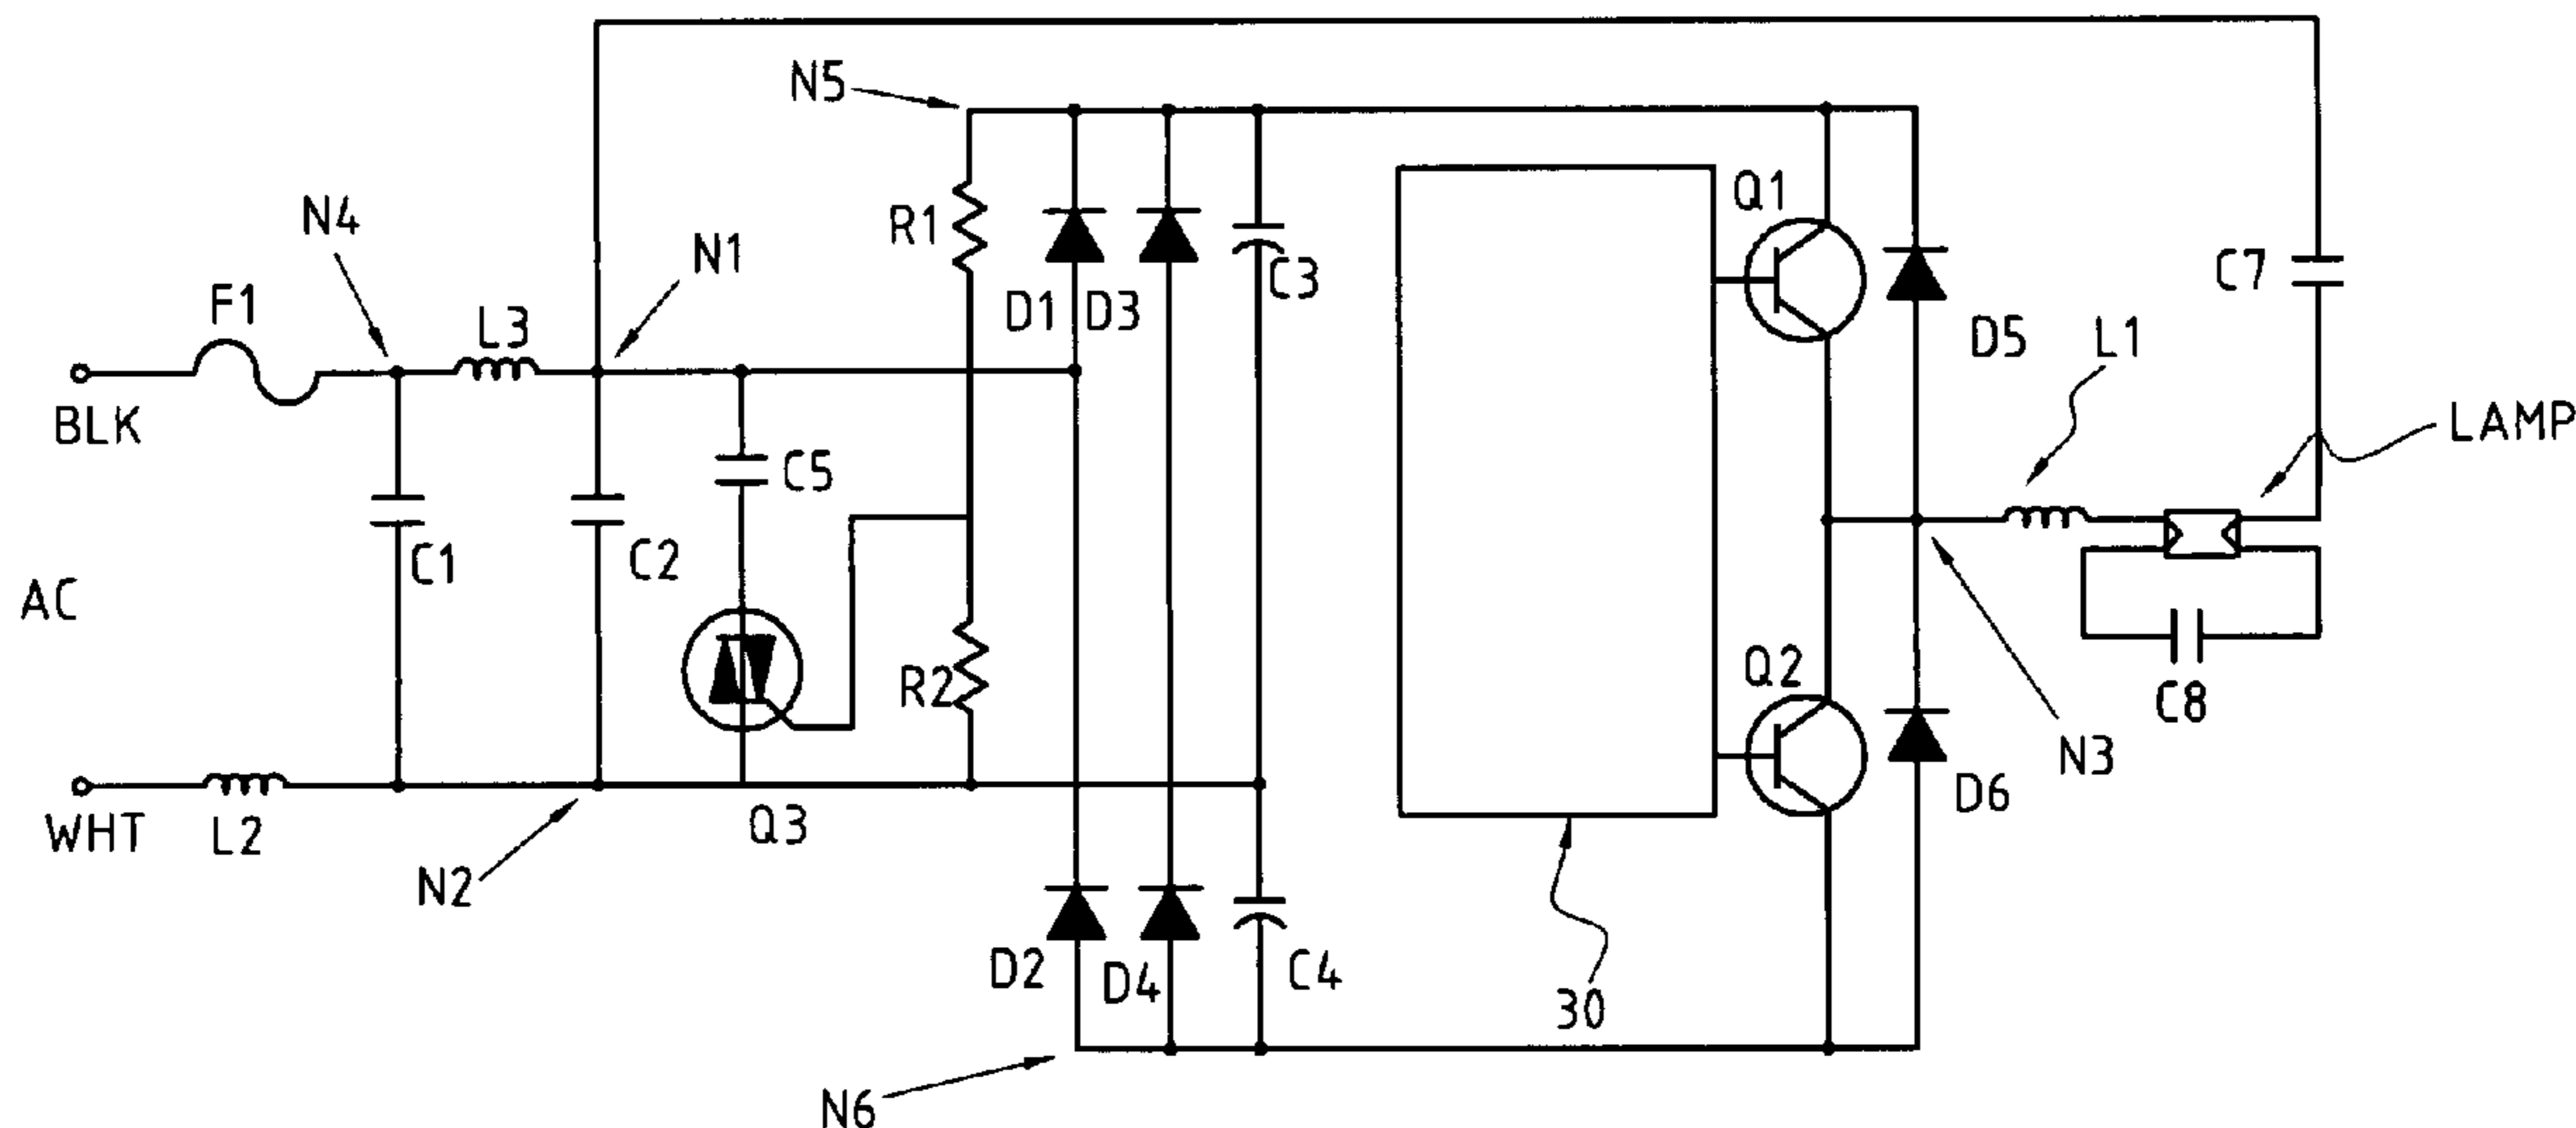 N5
Q1
N4
R1
N1
C3
C7
F1
D1
D3
L3
D5
L1
BLK
LAMP
C5
C1
C2
AC
Q2
R2
C8
N3
D6
WHT
L2
Q3
N2
D2
D4
C4
30
N6